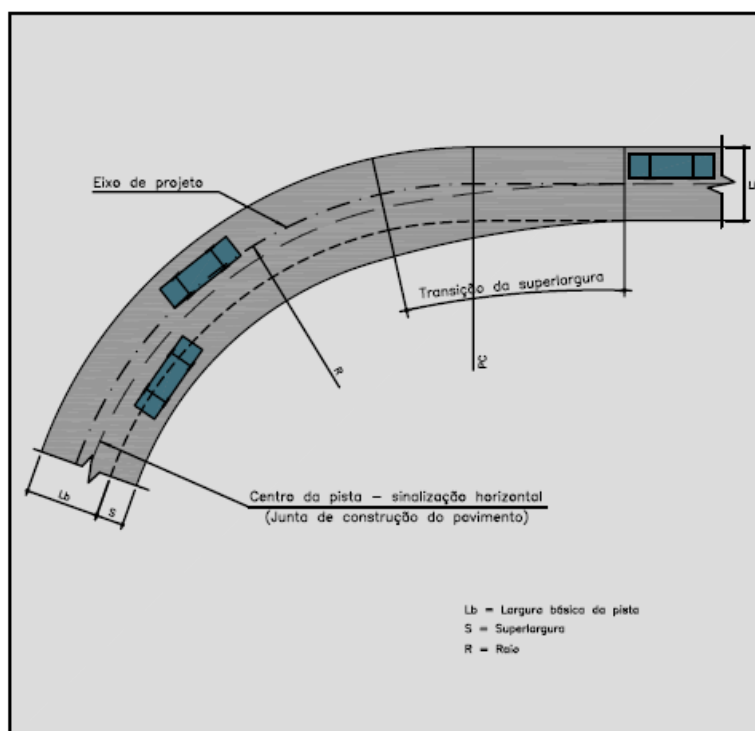 Eixo de projeto
Transição da superlargura
R
PC
Lb
S
Centro da pista – sinalização horizontal
(Junta de construção do pavimento)
Lb = Largura básica da pista
S = Superlargura
R = Raio